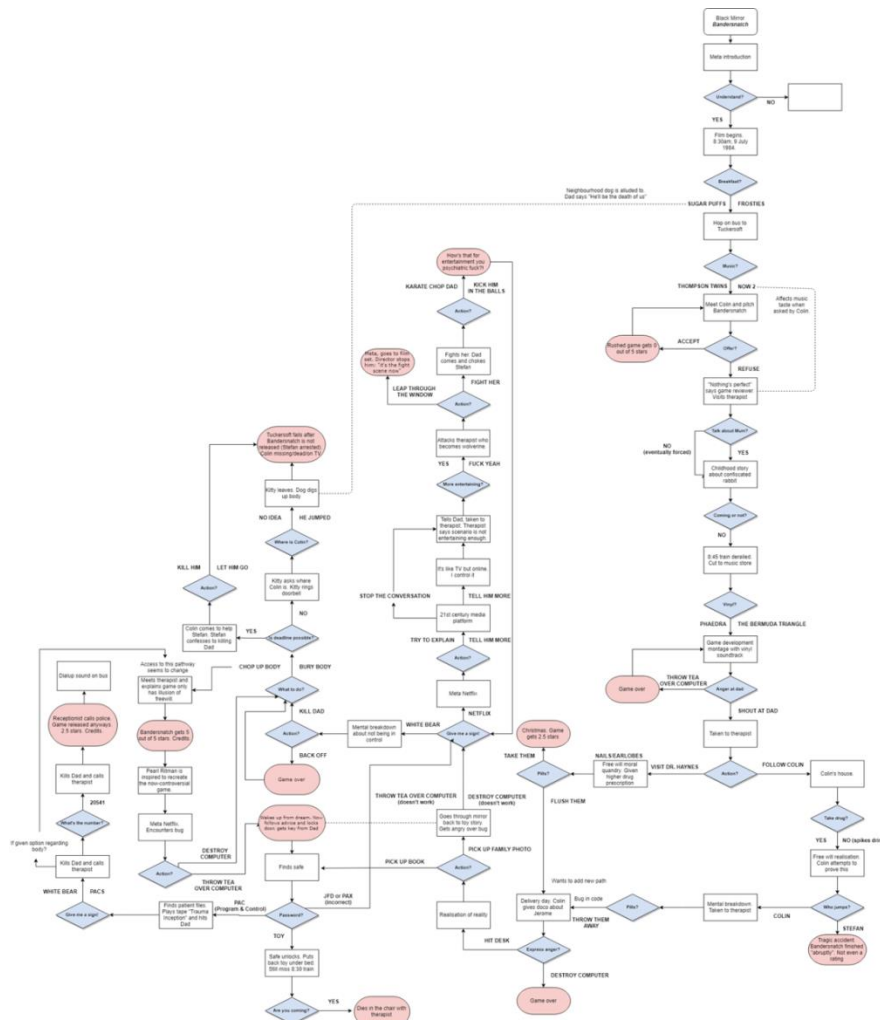 Black Mirror
Bandersnatch
Meta introduction
Understand?
NO
YES
Film begins.
8:30am, 9 July
1984
Breakfast?
Neighbourhood dog is alluded to.
Dad says "He'll be the death of us"
SUGAR PUFFS
FROSTIES
Hop on bus to
Tuckersoft
Music?
THOMPSON TWINS
NOW 2
Affects music
taste when
asked by Colin
Meet Colin and pitch
Bandersnatch
ACCEPT
Rushed game gets 0
out of 5 stars
Offer?
REFUSE
"Nothing's perfect"
says game reviewer
Visits therapist
Talk about Mum?
NO
(eventually forced)
YES
Childhood story
about confiscated
rabbit
Coming or not?
NO
8:45 train derailed.
Cut to music store
Vinyl?
PHAEDRA
THE BERMUDA TRIANGLE
Game development
montage with vinyl
soundtrack
THROW TEA
OVER COMPUTER
Game over
Anger at dad
SHOUT AT DAD
Taken to therapist
Action?
VISIT DR. HAYNES
FOLLOW COLIN
Colin's house.
Take drug?
YES
NO (spikes drin
Free will realisation.
Colin attempts to
prove this
Who jumps?
STEFAN
COLIN
Tragic accident
Bandersnatch finished
"abruptly". Not even a
rating
Mental breakdown
Taken to therapist
Pills?
NAILS/EARLOBES
Free will moral
quandry. Given
higher drug
prescription
Pills?
TAKE THEM
Christmas: Game
gets 2.5 stars
FLUSH THEM
Wants to add new path
Bug in code
THROW THEM
AWAY
Delivery day. Colin
gives docs about
Jerome
Express anger?
DESTROY COMPUTER
Game over
HIT DESK
Realisation of reality
Action?
PICK UP BOOK
PICK UP FAMILY PHOTO
Goes through mirror
back to toy story
Gets angry over bug
THROW TEA OVER COMPUTER
(doesn't work)
DESTROY COMPUTER
(doesn't work)
Give me a sign!
NETFLIX
Meta Netflix
Action?
TRY TO EXPLAIN
TELL HIM MORE
21st century media
platform
STOP THE CONVERSATION
TELL HIM MORE
It's like TV but online
I control it
Tells Dad, taken to
therapist. Therapist
says scenario is not
entertaining enough
More entertaining?
YES
FUCK YEAH
Attacks therapist who
becomes wolverine
Action?
LEAP THROUGH
THE WINDOW
FIGHT HER
Meta, goes to film
set. Director stops
him: "it's the fight
scene now"
Fights her. Dad
comes and chokes
Stefan
Action?
KARATE CHOP DAD
KICK HIM
IN THE BALLS
How's that for
entertainment you
psychiatric fuck?!
WHITE BEAR
Mental breakdown
about not being in
control
Action?
BACK OFF
Game over
KILL DAD
What to do?
CHOP UP BODY
BURY BODY
Is deadline possible?
YES
NO
Colin comes to help
Stefan. Stefan
confesses to killing
Dad
Action?
KILL HIM
LET HIM GO
Kitty asks where
Colin is. Kitty rings
doorbell
Where is Colin?
NO IDEA
HE JUMPED
Kitty leaves. Dog digs
up body
Tuckersoft fails after
Bandersnatch is not
released (Stefan arrested)
Colin missing/dead/on TV
Access to this pathway
seems to change
Meets therapist and
explains game only
has illusion of
freewill
Bandersnatch gets 5
out of 5 stars. Credits.
Pearl Ritman is
inspired to recreate
the now-controversial
game.
Meta Netflix.
Encounters bug
Action?
DESTROY
COMPUTER
THROW TEA
OVER COMPUTER
Wakes up from dream. Now
follows advice and looks
down gets key from Dad
Finds safe
Password?
JFD or PAX
(Incorrect)
PAC
(Program & Control)
Finds patient files.
Plays tape "Trauma
Inception" and hits
Dad
Give me a sign!
WHITE BEAR
PACS
Kills Dad and calls
therapist
If given option regarding
body?
What's the number?
20541
Kills Dad and calls
therapist
Receptionist calls police.
Game released anyways.
2.5 stars. Credits.
Dialup sound on bus
TOY
Safe unlocks. Puts
back toy under bed.
Still miss 8:30 train
Are you coming?
YES
Dies in the chair with
therapist